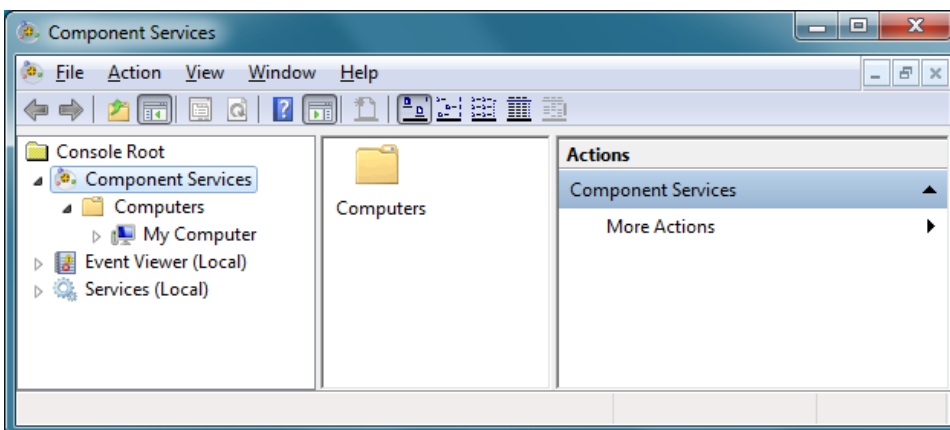 Component Services
File Action View Window Help
Console Root
Component Services
Computers
My Computer
Event Viewer (Local)
Services (Local)
Computers
Actions
Component Services
More Actions